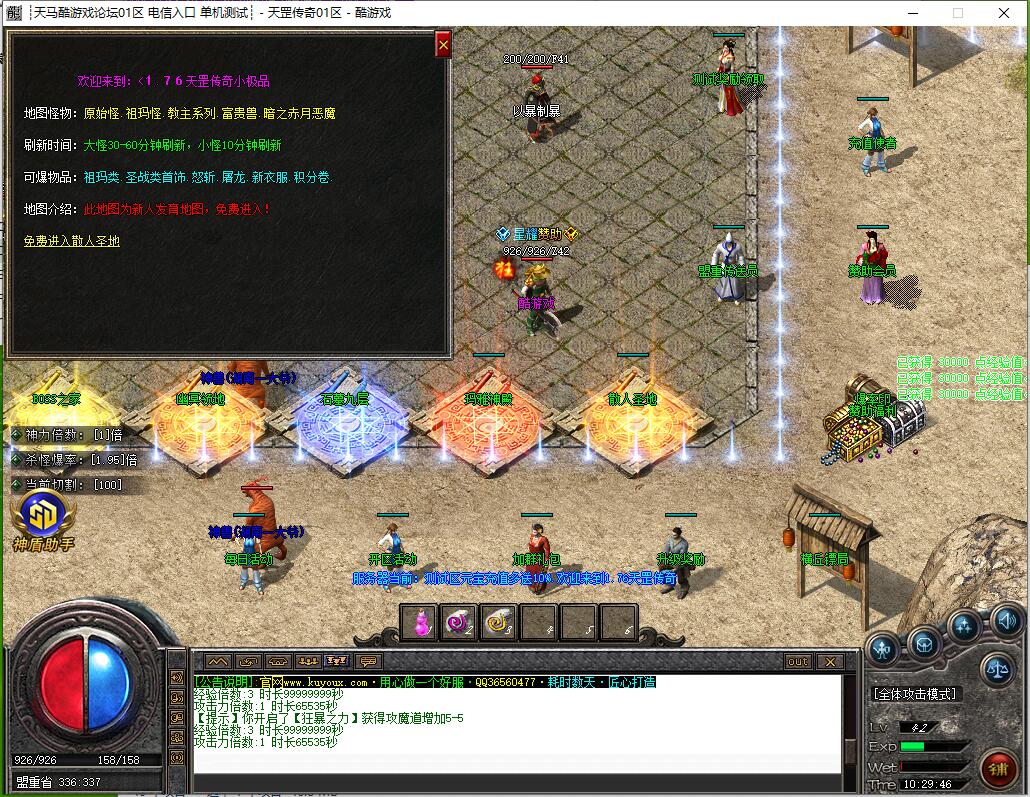 天马酷游戏论坛01区 电信入口 单机测试 - 天罡传奇01区 - 酷游戏
欢迎来到:<1.76天罡传奇小极品
地图怪物: 原始怪.祖玛怪.教主系列.富贵兽.暗之赤月恶魔
刷新时间: 大怪30-60分钟刷新，小怪10分钟刷新
可爆物品: 祖玛类.圣战类首饰.怒斩.屠龙.新衣服.积分卷.
地图介绍: 此地图为新人发育地图，免费进入！
免费进入散人圣地
200/200/F41
以暴制暴
测试奖励领取
充值使者
星耀赞助
926/926/Z42
狂
酷游戏
盟重传送员
赞助会员
已获得 30000 点经验值
已获得 30000 点经验值
已获得 30000 点经验值
BOSS之家
幽冥领地
石墓九层
玛雅神殿
散人圣地
赞助福利
神力倍数: [1]倍
杀怪爆率: [1.95]倍
当前切割: [100]
神盾助手
每日活动
开区活动
加群礼包
升级奖励
横丘镖局
服务器当前: 测试区元宝充值多送10% 欢迎来到1.76天罡传奇
1 2 3 4 5 6
out
[公告说明]:官网www.kuyoux.com·用心做一个好服·QQ36560477·耗时数天·匠心打造
经验倍数:3 时长99999999秒
攻击力倍数:1 时长65535秒
【提示】你开启了【狂暴之力】获得攻魔道增加5-5
经验倍数:3 时长99999999秒
攻击力倍数:1 时长65535秒
[全体攻击模式]
Lv 42
Exp
Wet
Time 10:29:46
铺
926/926 158/158
盟重省 336:337